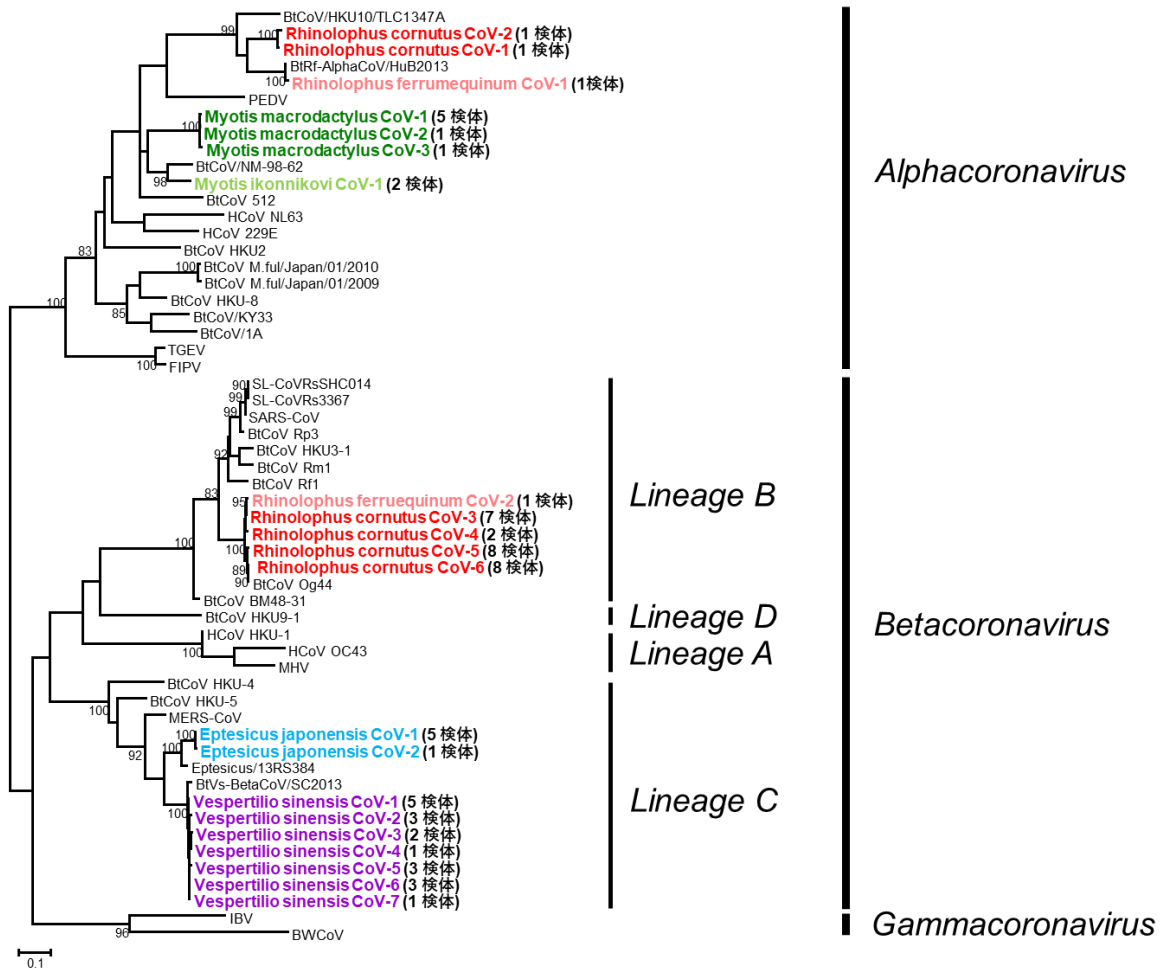 BtCoV/HKU10/TLC1347A
99
Rhinolophus cornutus CoV-2 (1 検体)
100
Rhinolophus cornutus CoV-1 (1 検体)
BtRf-AlphaCoV/HuB2013
100
Rhinolophus ferrumequinum CoV-1 (1検体)
PEDV
Myotis macrodactylus CoV-1 (5 検体)
100
Myotis macrodactylus CoV-2 (1 検体)
Myotis macrodactylus CoV-3 (1 検体)
BtCoV/NM-98-62
98
Myotis ikonnikovi CoV-1 (2 検体)
BtCoV 512
HCoV NL63
HCoV 229E
83
BtCoV HKU2
100
BtCoV M.ful/Japan/01/2010
BtCoV M.ful/Japan/01/2009
100
BtCoV HKU-8
85
BtCoV/KY33
BtCoV/1A
TGEV
100
FIPV
Alphacoronavirus
90
SL-CoVRsSHC014
99
SL-CoVRs3367
99
SARS-CoV
BtCoV Rp3
92
BtCoV HKU3-1
BtCoV Rm1
BtCoV Rf1
83
95
Rhinolophus ferruequinum CoV-2 (1 検体)
Rhinolophus cornutus CoV-3 (7 検体)
Rhinolophus cornutus CoV-4 (2 検体)
100
100
Rhinolophus cornutus CoV-5 (8 検体)
89
Rhinolophus cornutus CoV-6 (8 検体)
90
BtCoV Og44
BtCoV BM48-31
Lineage B
BtCoV HKU9-1
Lineage D
HCoV HKU-1
100
HCoV OC43
MHV
Lineage A
Betacoronavirus
BtCoV HKU-4
100
BtCoV HKU-5
MERS-CoV
92
100
Eptesicus japonensis CoV-1 (5 検体)
100
Eptesicus japonensis CoV-2 (1 検体)
Eptesicus/13RS384
BtVs-BetaCoV/SC2013
100
Vespertilio sinensis CoV-1 (5 検体)
Vespertilio sinensis CoV-2 (3 検体)
Vespertilio sinensis CoV-3 (2 検体)
Vespertilio sinensis CoV-4 (1 検体)
Vespertilio sinensis CoV-5 (3 検体)
Vespertilio sinensis CoV-6 (3 検体)
Vespertilio sinensis CoV-7 (1 検体)
Lineage C
IBV
96
BWCoV
Gammacoronavirus
0.1